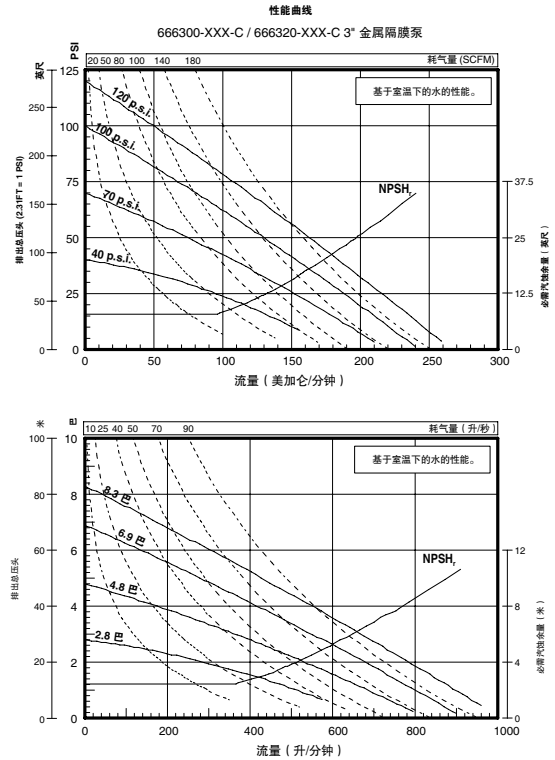 性能曲线
666300-XXX-C / 666320-XXX-C 3" 金属隔膜泵
英尺
PSI
20 50 80 100 140 180
耗气量 (SCFM)
基于室温下的水的性能。
120 p.s.i.
100 p.s.i.
70 p.s.i.
40 p.s.i.
NPSHr
排出总压头 (2.31FT = 1 PSI)
250
200
150
100
50
0
125
100
75
50
25
0
37.5
25
12.5
0
必需汽蚀余量(英尺)
0 50 100 150 200 250 300
流量(美加仑/分钟)
米
巴
10 25 40 50 70 90
耗气量(升/秒)
基于室温下的水的性能。
8.3 巴
6.9 巴
4.8 巴
2.8 巴
NPSHr
排出总压头
100
80
60
40
20
0
10
8
6
4
2
0
12
8
4
0
必需汽蚀余量(米)
0 200 400 600 800 1000
流量(升/分钟)